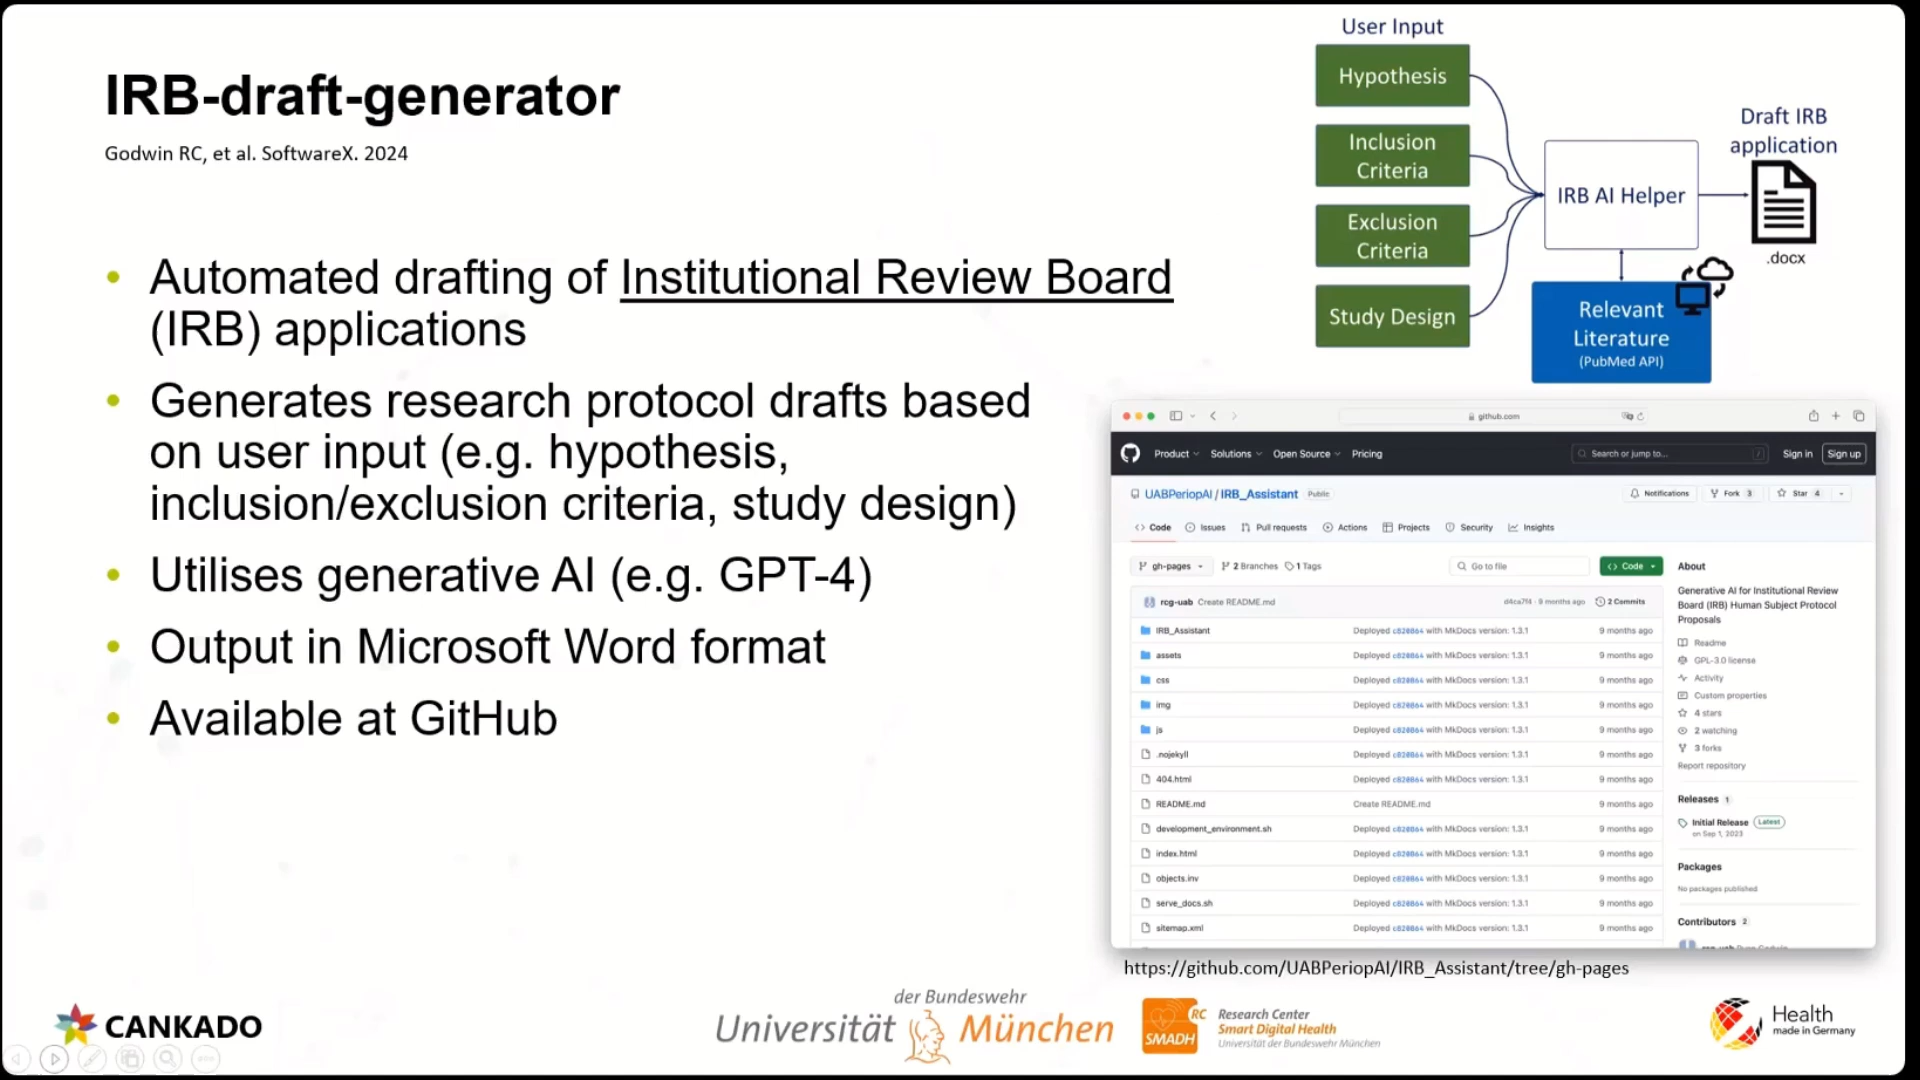 IRB-draft-generator
Godwin RC, et al. SoftwareX. 2024
• Automated drafting of Institutional Review Board
(IRB) applications
• Generates research protocol drafts based
on user input (e.g. hypothesis,
inclusion/exclusion criteria, study design)
• Utilises generative AI (e.g. GPT-4)
• Output in Microsoft Word format
• Available at GitHub
User Input
Hypothesis
Inclusion
Criteria
Exclusion
Criteria
Study Design
IRB AI Helper
Draft IRB
application
.docx
Relevant
Literature
(PubMed API)
github.com
Product Solutions Open Source Pricing Search or jump to... / Sign in Sign up
UABPeriopAI / IRB_Assistant Public Notifications Fork 3 Star 4
Code Issues Pull requests Actions Projects Security Insights
gh-pages 2 Branches 1 Tags Go to file Code
rcg-uab Create README.md d4ca7f4 · 9 months ago 2 Commits
IRB_Assistant Deployed c820864 with MkDocs version: 1.3.1 9 months ago
assets Deployed c820864 with MkDocs version: 1.3.1 9 months ago
css Deployed c820864 with MkDocs version: 1.3.1 9 months ago
img Deployed c820864 with MkDocs version: 1.3.1 9 months ago
js Deployed c820864 with MkDocs version: 1.3.1 9 months ago
.nojekyll Deployed c820864 with MkDocs version: 1.3.1 9 months ago
404.html Deployed c820864 with MkDocs version: 1.3.1 9 months ago
README.md Create README.md 9 months ago
development_environment.sh Deployed c820864 with MkDocs version: 1.3.1 9 months ago
index.html Deployed c820864 with MkDocs version: 1.3.1 9 months ago
objects.inv Deployed c820864 with MkDocs version: 1.3.1 9 months ago
serve_docs.sh Deployed c820864 with MkDocs version: 1.3.1 9 months ago
sitemap.xml Deployed c820864 with MkDocs version: 1.3.1 9 months ago
About
Generative AI for Institutional Review
Board (IRB) Human Subject Protocol
Proposals
Readme
GPL-3.0 license
Activity
Custom properties
4 stars
2 watching
3 forks
Report repository
Releases 1
Initial Release Latest
on Sep 1, 2023
Packages
No packages published
Contributors 2
https://github.com/UABPeriopAI/IRB_Assistant/tree/gh-pages
CANKADO
der Bundeswehr
Universität München
RC
SMADH
Research Center
Smart Digital Health
Universität der Bundeswehr München
Health
made in Germany